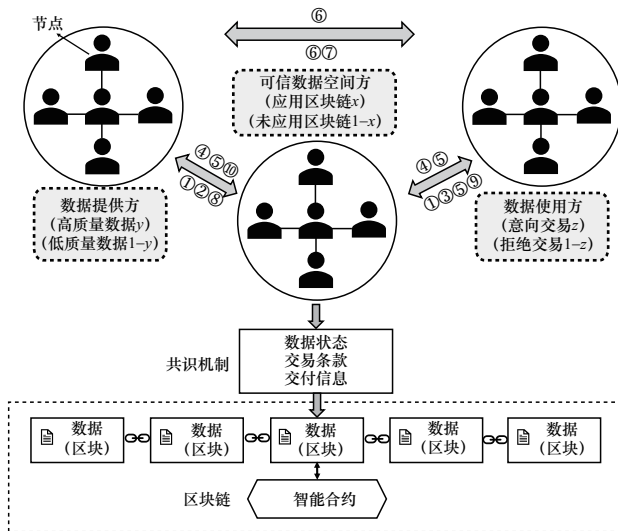 节点
⑥
⑥⑦
可信数据空间方
(应用区块链x)
(未应用区块链1–x)
④⑤⑩
①②⑧
④⑤
①③⑤⑨
数据提供方
(高质量数据y)
(低质量数据1–y)
数据使用方
(意向交易z)
(拒绝交易1–z)
共识机制
数据状态
交易条款
交付信息
数据
(区块)
数据
(区块)
数据
(区块)
数据
(区块)
数据
(区块)
区块链
智能合约